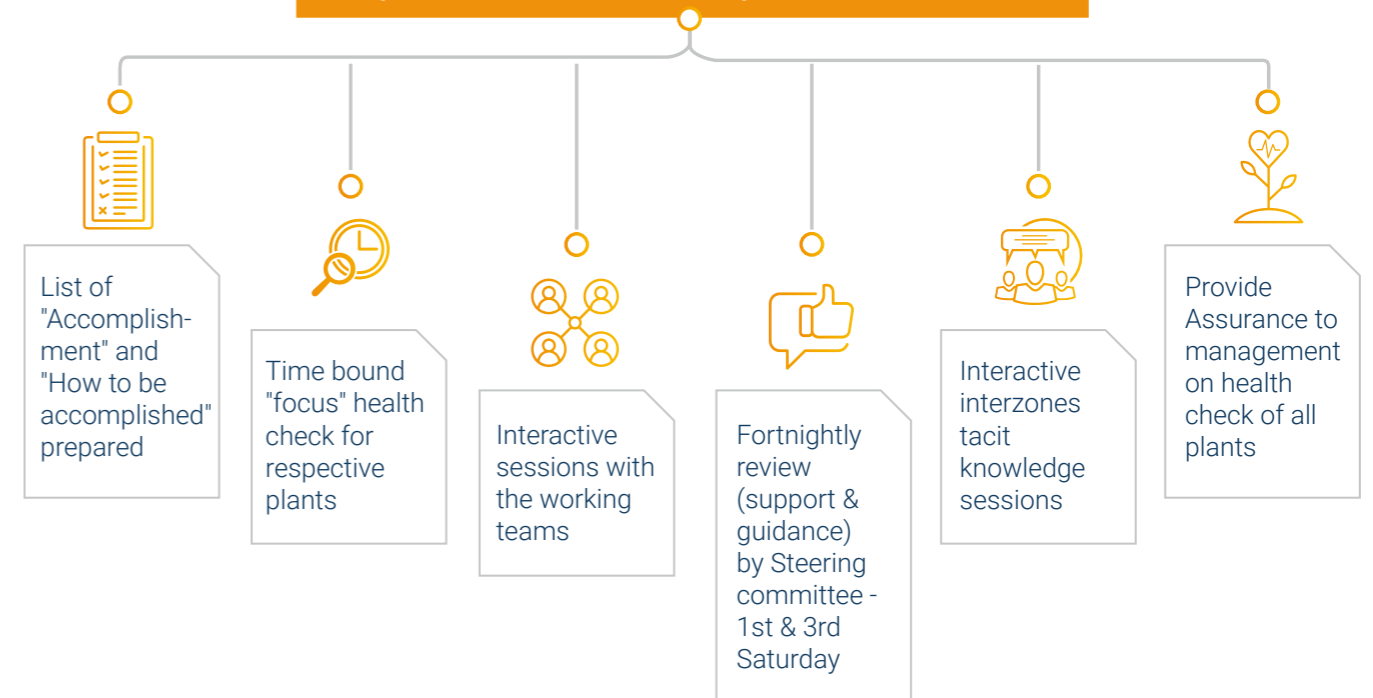 List of
"Accomplish-
ment" and
"How to be
accomplished"
prepared
Time bound
"focus" health
check for
respective
plants
Interactive
sessions with
the working
teams
Fortnightly
review
(support &
guidance)
by Steering
committee -
1st & 3rd
Saturday
Interactive
interzones
tacit
knowledge
sessions
Provide
Assurance to
management
on health
check of all
plants